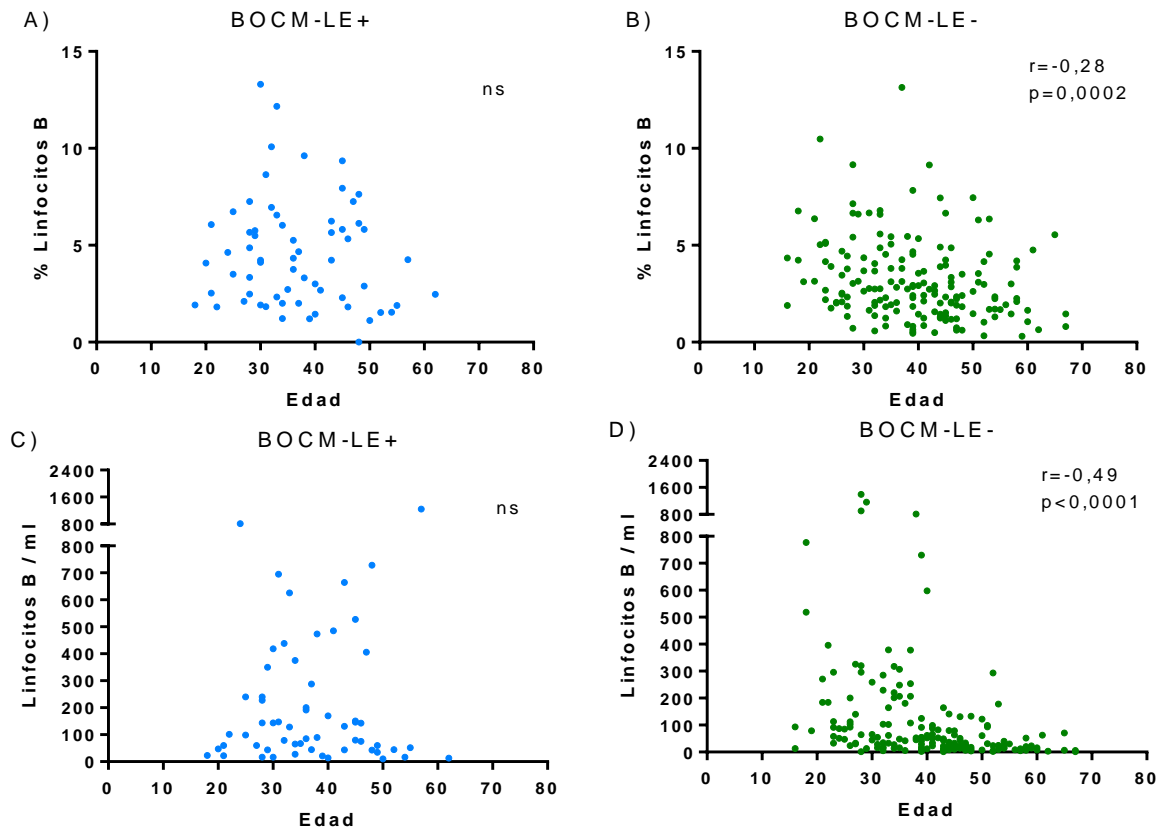 A) BOCM-LE+
15
10
5
0
% Linfocitos B
ns
0 10 20 30 40 50 60 70 80
Edad
B) BOCM-LE-
15
10
5
0
% Linfocitos B
r=-0,28
p=0,0002
0 10 20 30 40 50 60 70 80
Edad
C) BOCM-LE+
2400
1600
800
800
700
600
500
400
300
200
100
0
Linfocitos B/ml
ns
0 10 20 30 40 50 60 70 80
Edad
D) BOCM-LE-
2400
1600
800
800
700
600
500
400
300
200
100
0
Linfocitos B/ml
r=-0,49
p<0,0001
0 10 20 30 40 50 60 70 80
Edad